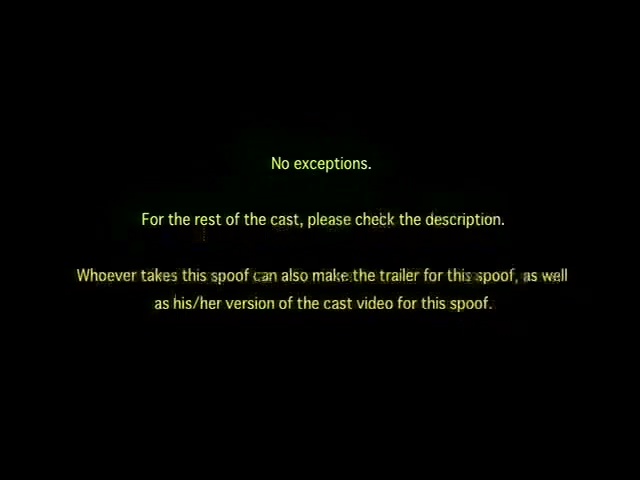 No exceptions.
For the rest of the cast, please check the description.
Whoever takes this spoof can also make the trailer for this spoof, as well
as his/her version of the cast video for this spoof.